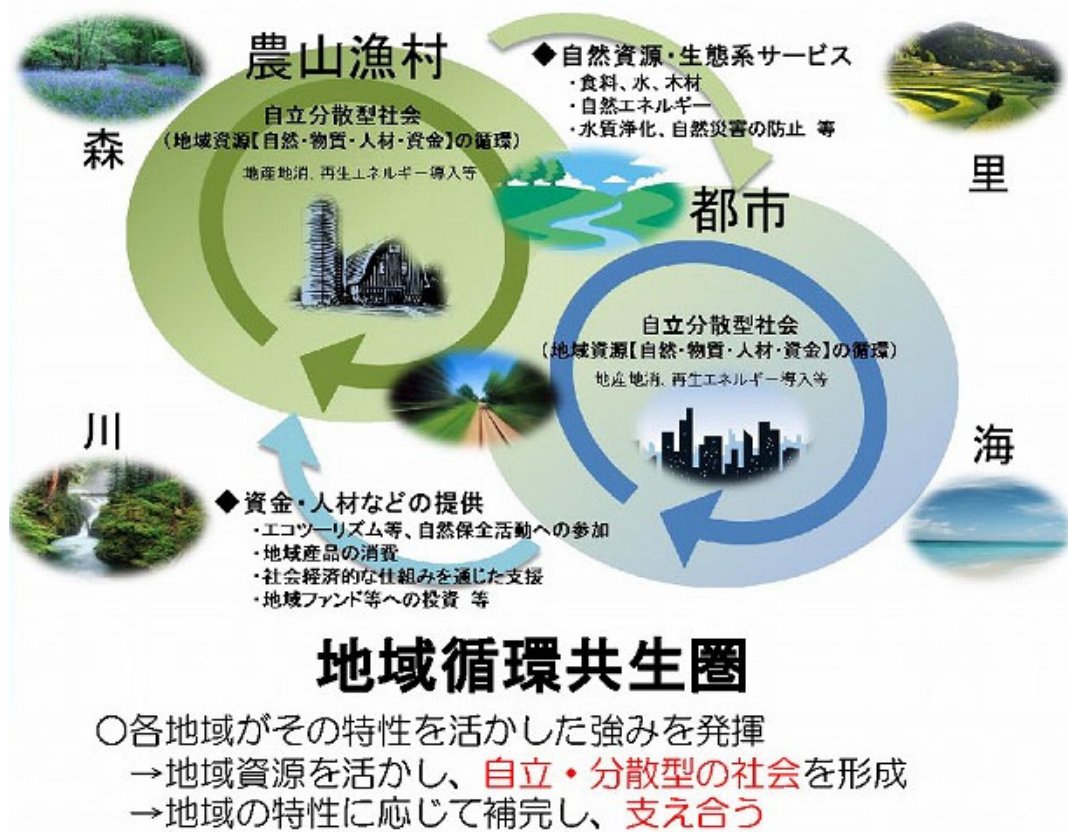 農山漁村
自立分散型社会
(地域資源【自然・物質・人材・資金】の循環)
地産地消、再生エネルギー導入等
◆自然資源・生態系サービス
・食料、水、木材
・自然エネルギー
・水質浄化、自然災害の防止 等
森
里
都市
自立分散型社会
(地域資源【自然・物質・人材・資金】の循環)
地産地消、再生エネルギー導入等
川
海
◆資金・人材などの提供
・エコツーリズム等、自然保全活動への参加
・地域産品の消費
・社会経済的な仕組みを通じた支援
・地域ファンド等への投資 等
地域循環共生圏
○各地域がその特性を活かした強みを発揮
→地域資源を活かし、自立・分散型の社会を形成
→地域の特性に応じて補完し、支え合う